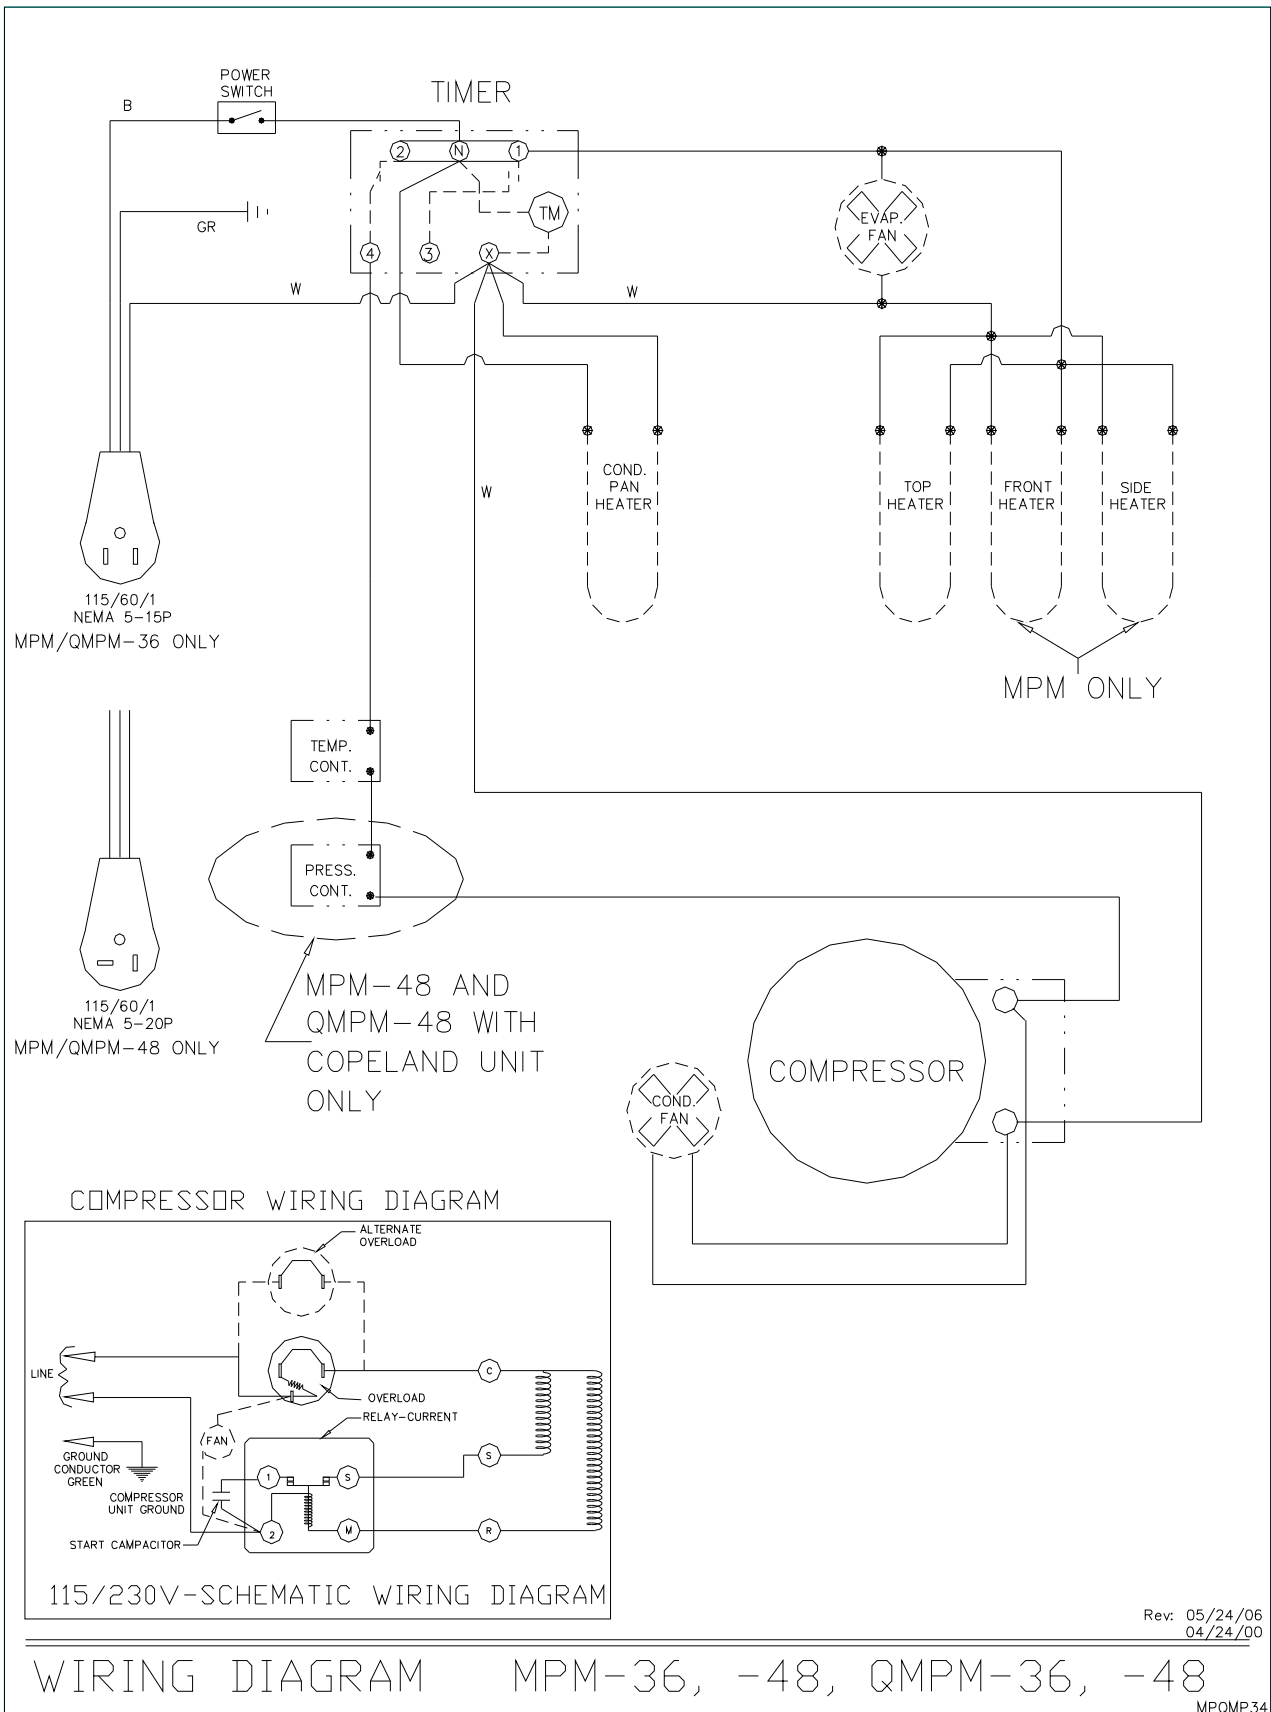 POWER
SWITCH
TIMER
B
2
N
1
TM
GR
EVAP.
FAN
4
3
X
W
W
COND.
PAN
HEATER
TOP
HEATER
FRONT
HEATER
SIDE
HEATER
W
115/60/1
NEMA 5-15P
MPM/QMPM-36 ONLY
MPM ONLY
TEMP.
CONT.
PRESS.
CONT.
MPM-48 AND
QMPM-48 WITH
COPELAND UNIT
ONLY
115/60/1
NEMA 5-20P
MPM/QMPM-48 ONLY
COMPRESSOR
COND.
FAN
COMPRESSOR WIRING DIAGRAM
ALTERNATE
OVERLOAD
LINE
C
OVERLOAD
RELAY-CURRENT
FAN
GROUND
CONDUCTOR
GREEN
S
1
S
COMPRESSOR
UNIT GROUND
2
M
R
START CAMPACITOR
115/230V-SCHEMATIC WIRING DIAGRAM
Rev: 05/24/06
04/24/00
WIRING DIAGRAM MPM-36, -48, QMPM-36, -48
MPQMP34